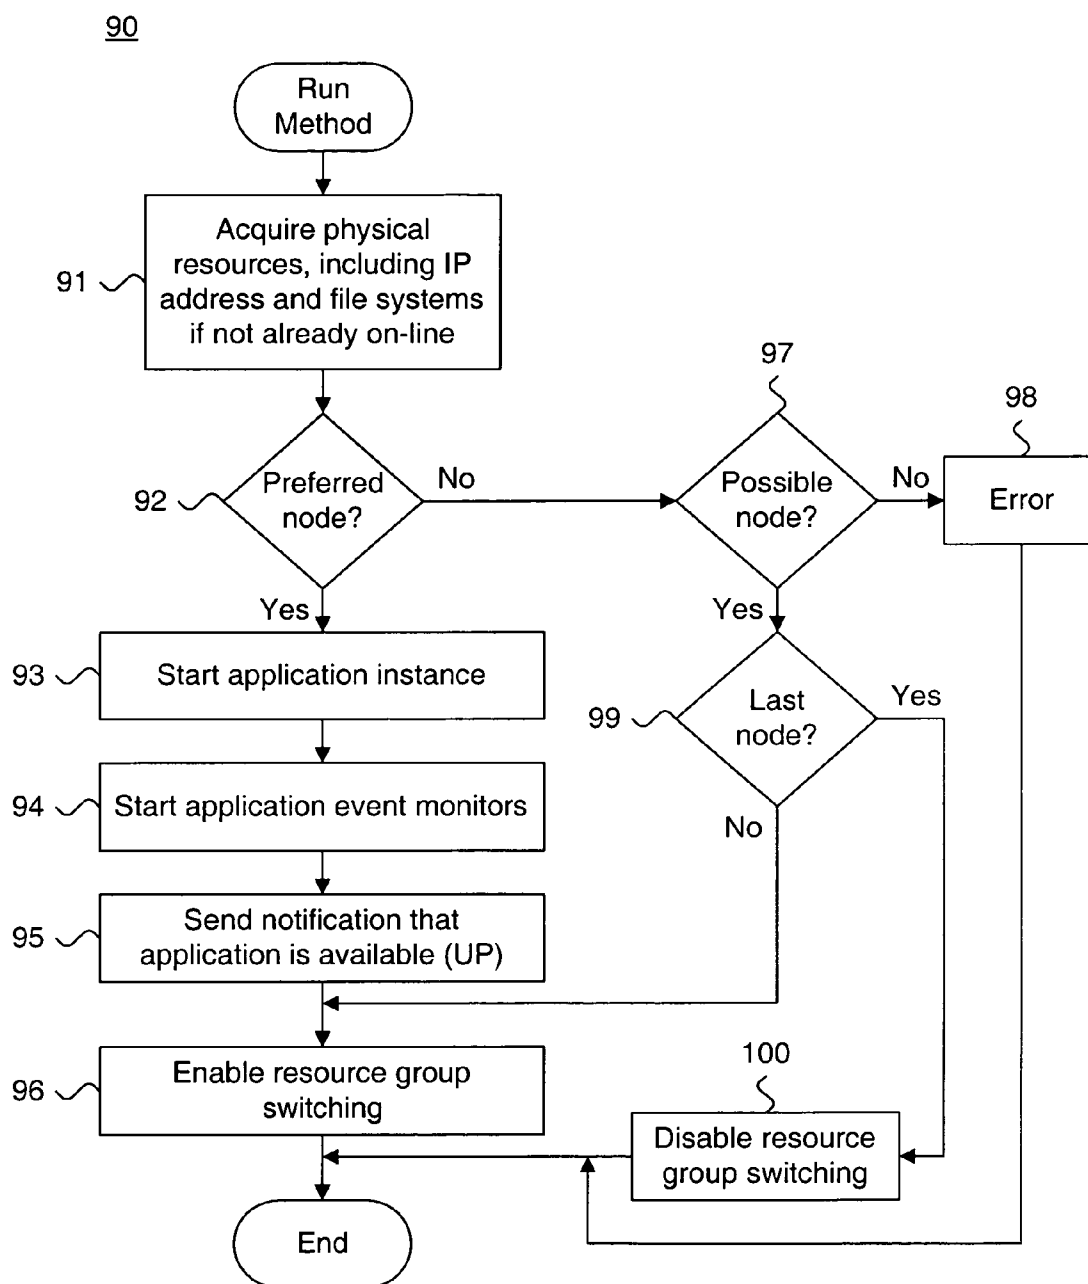 90
Run
Method
Acquire physical
resources, including IP
address and file systems
if not already on-line
91
97
98
Preferred
node?
92
No
Possible
node?
No
Error
Yes
Yes
93
Start application instance
99
Last
node?
Yes
94
Start application event monitors
No
95
Send notification that
application is available (UP)
96
Enable resource group
switching
100
Disable resource
group switching
End